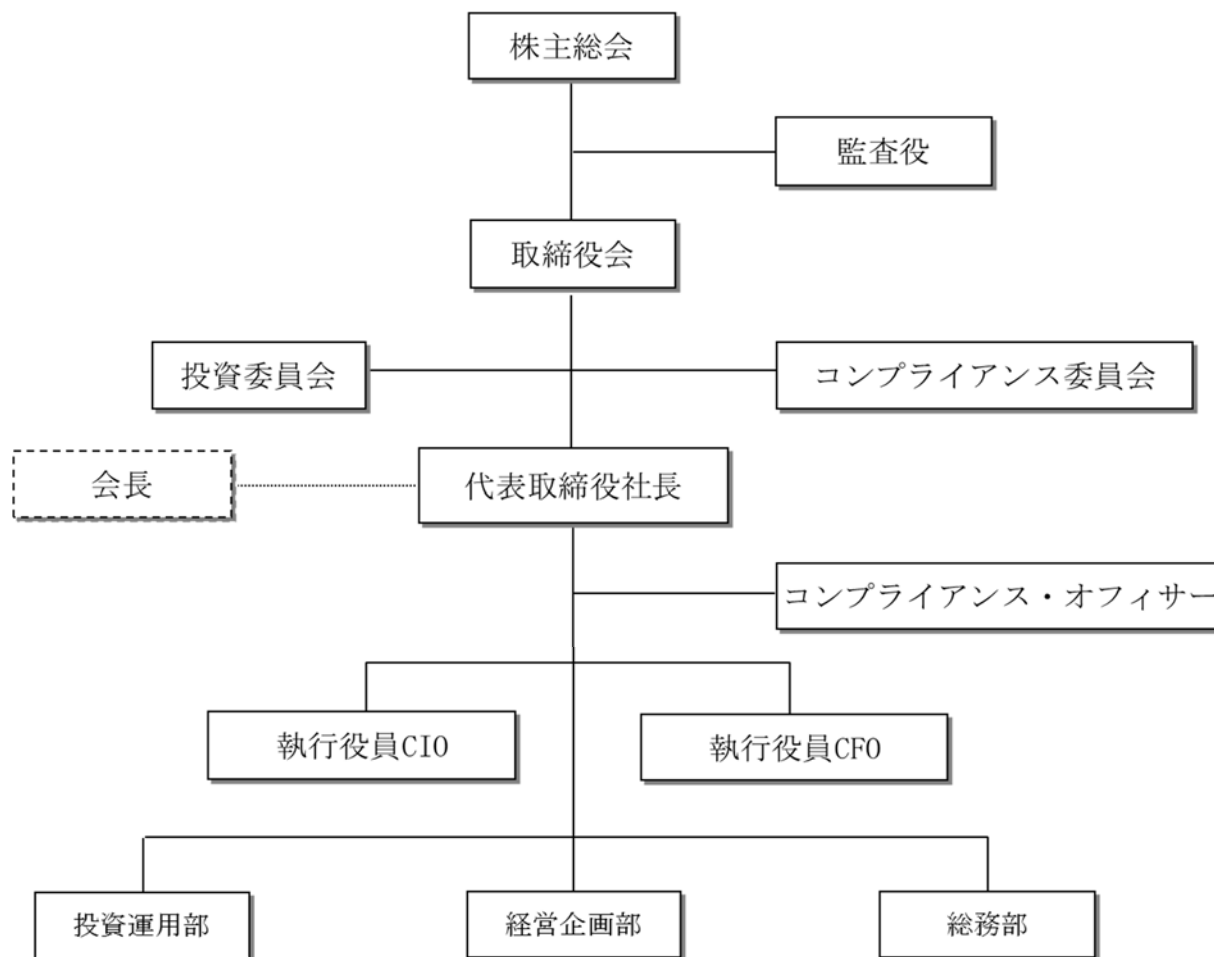 株主総会
監査役
取締役会
投資委員会
コンプライアンス委員会
会長
代表取締役社長
コンプライアンス・オフィサー
執行役員CIO
執行役員CFO
投資運用部
経営企画部
総務部